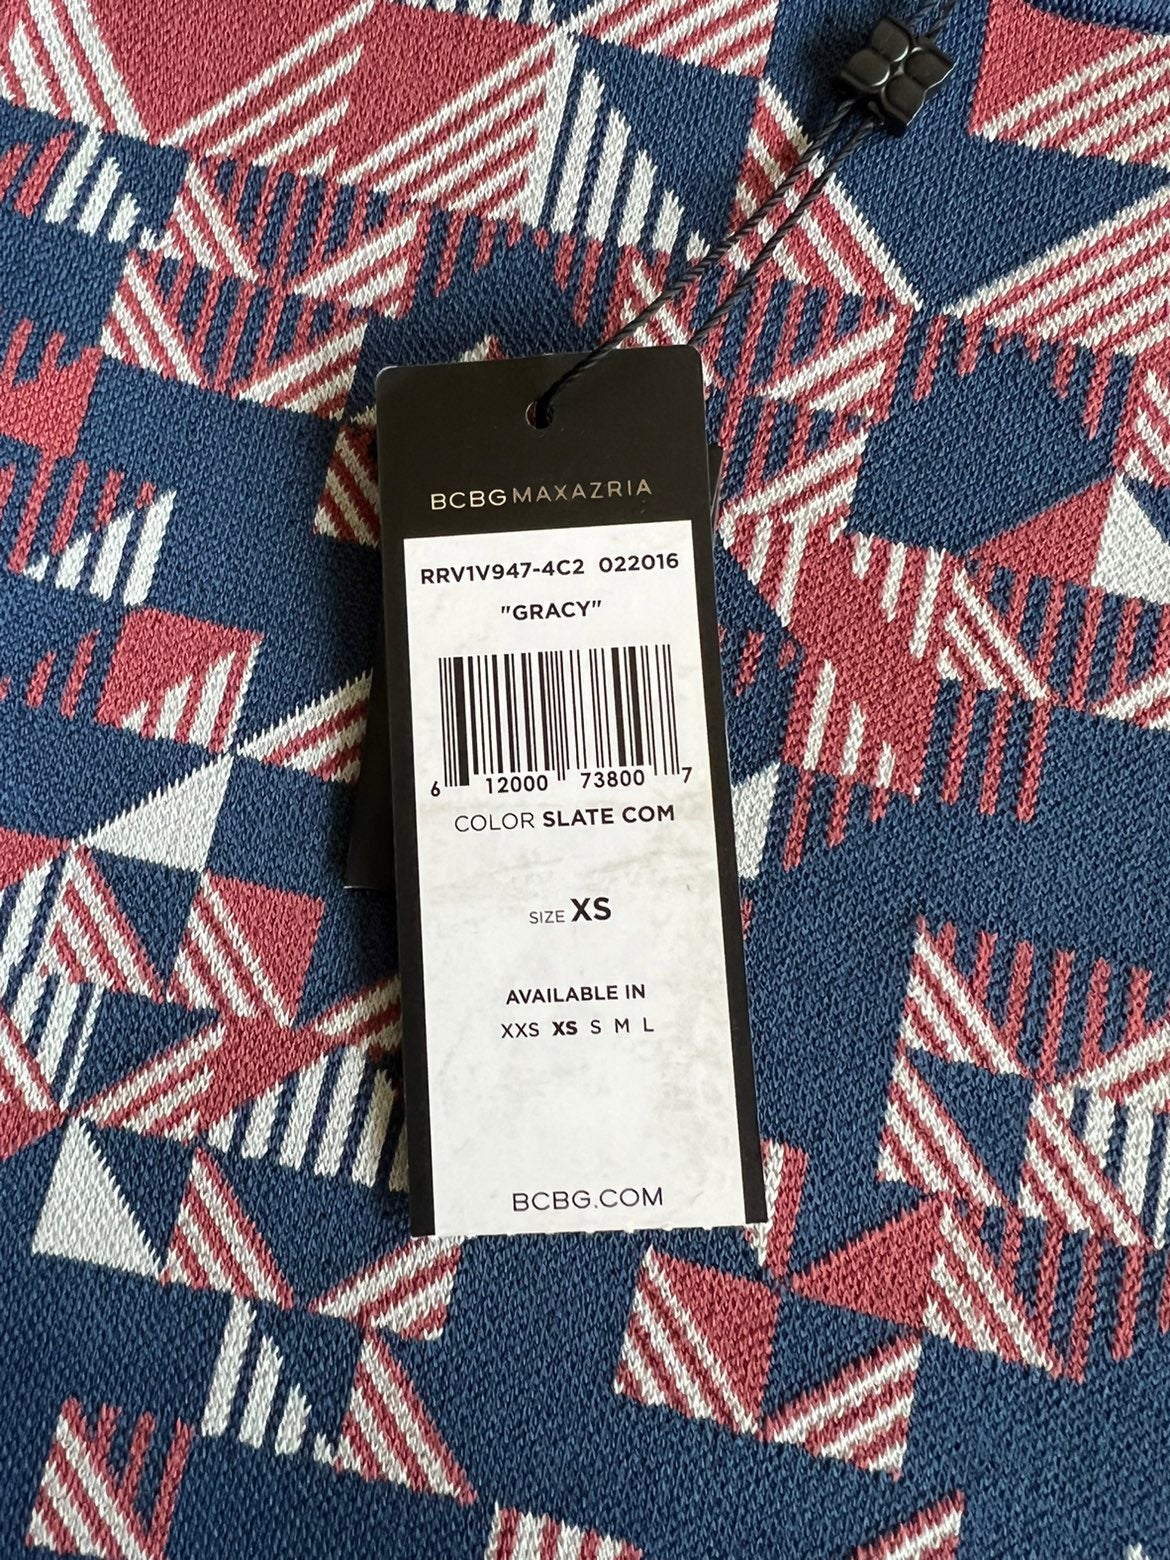 BCBGMAXAZRIA
RRV1V947-4C2 022016
"GRACY"
6 12000 73800 7
COLOR SLATE COM
SIZE XS
AVAILABLE IN
XXS XS S M L
BCBG.COM